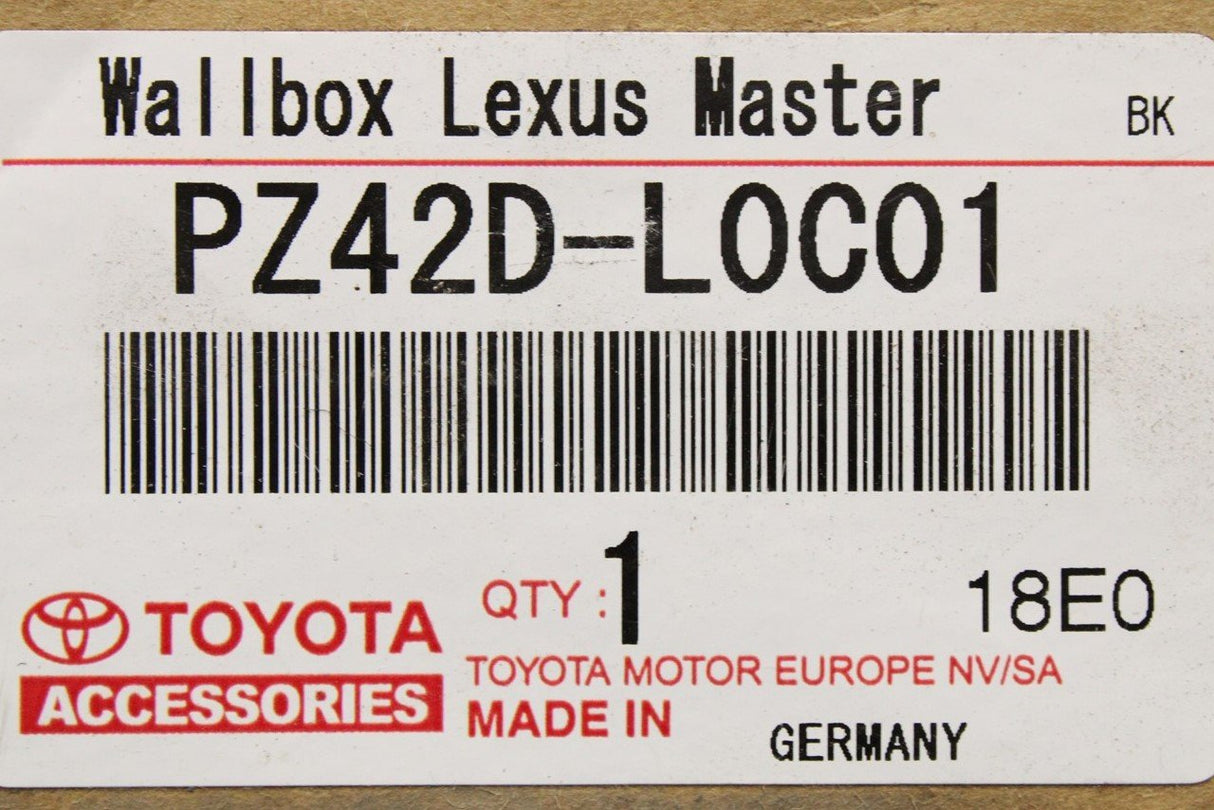 Wallbox Lexus Master BK
PZ42D-L0C01
QTY : 1 18E0
TOYOTA
ACCESSORIES
TOYOTA MOTOR EUROPE NV/SA
MADE IN GERMANY